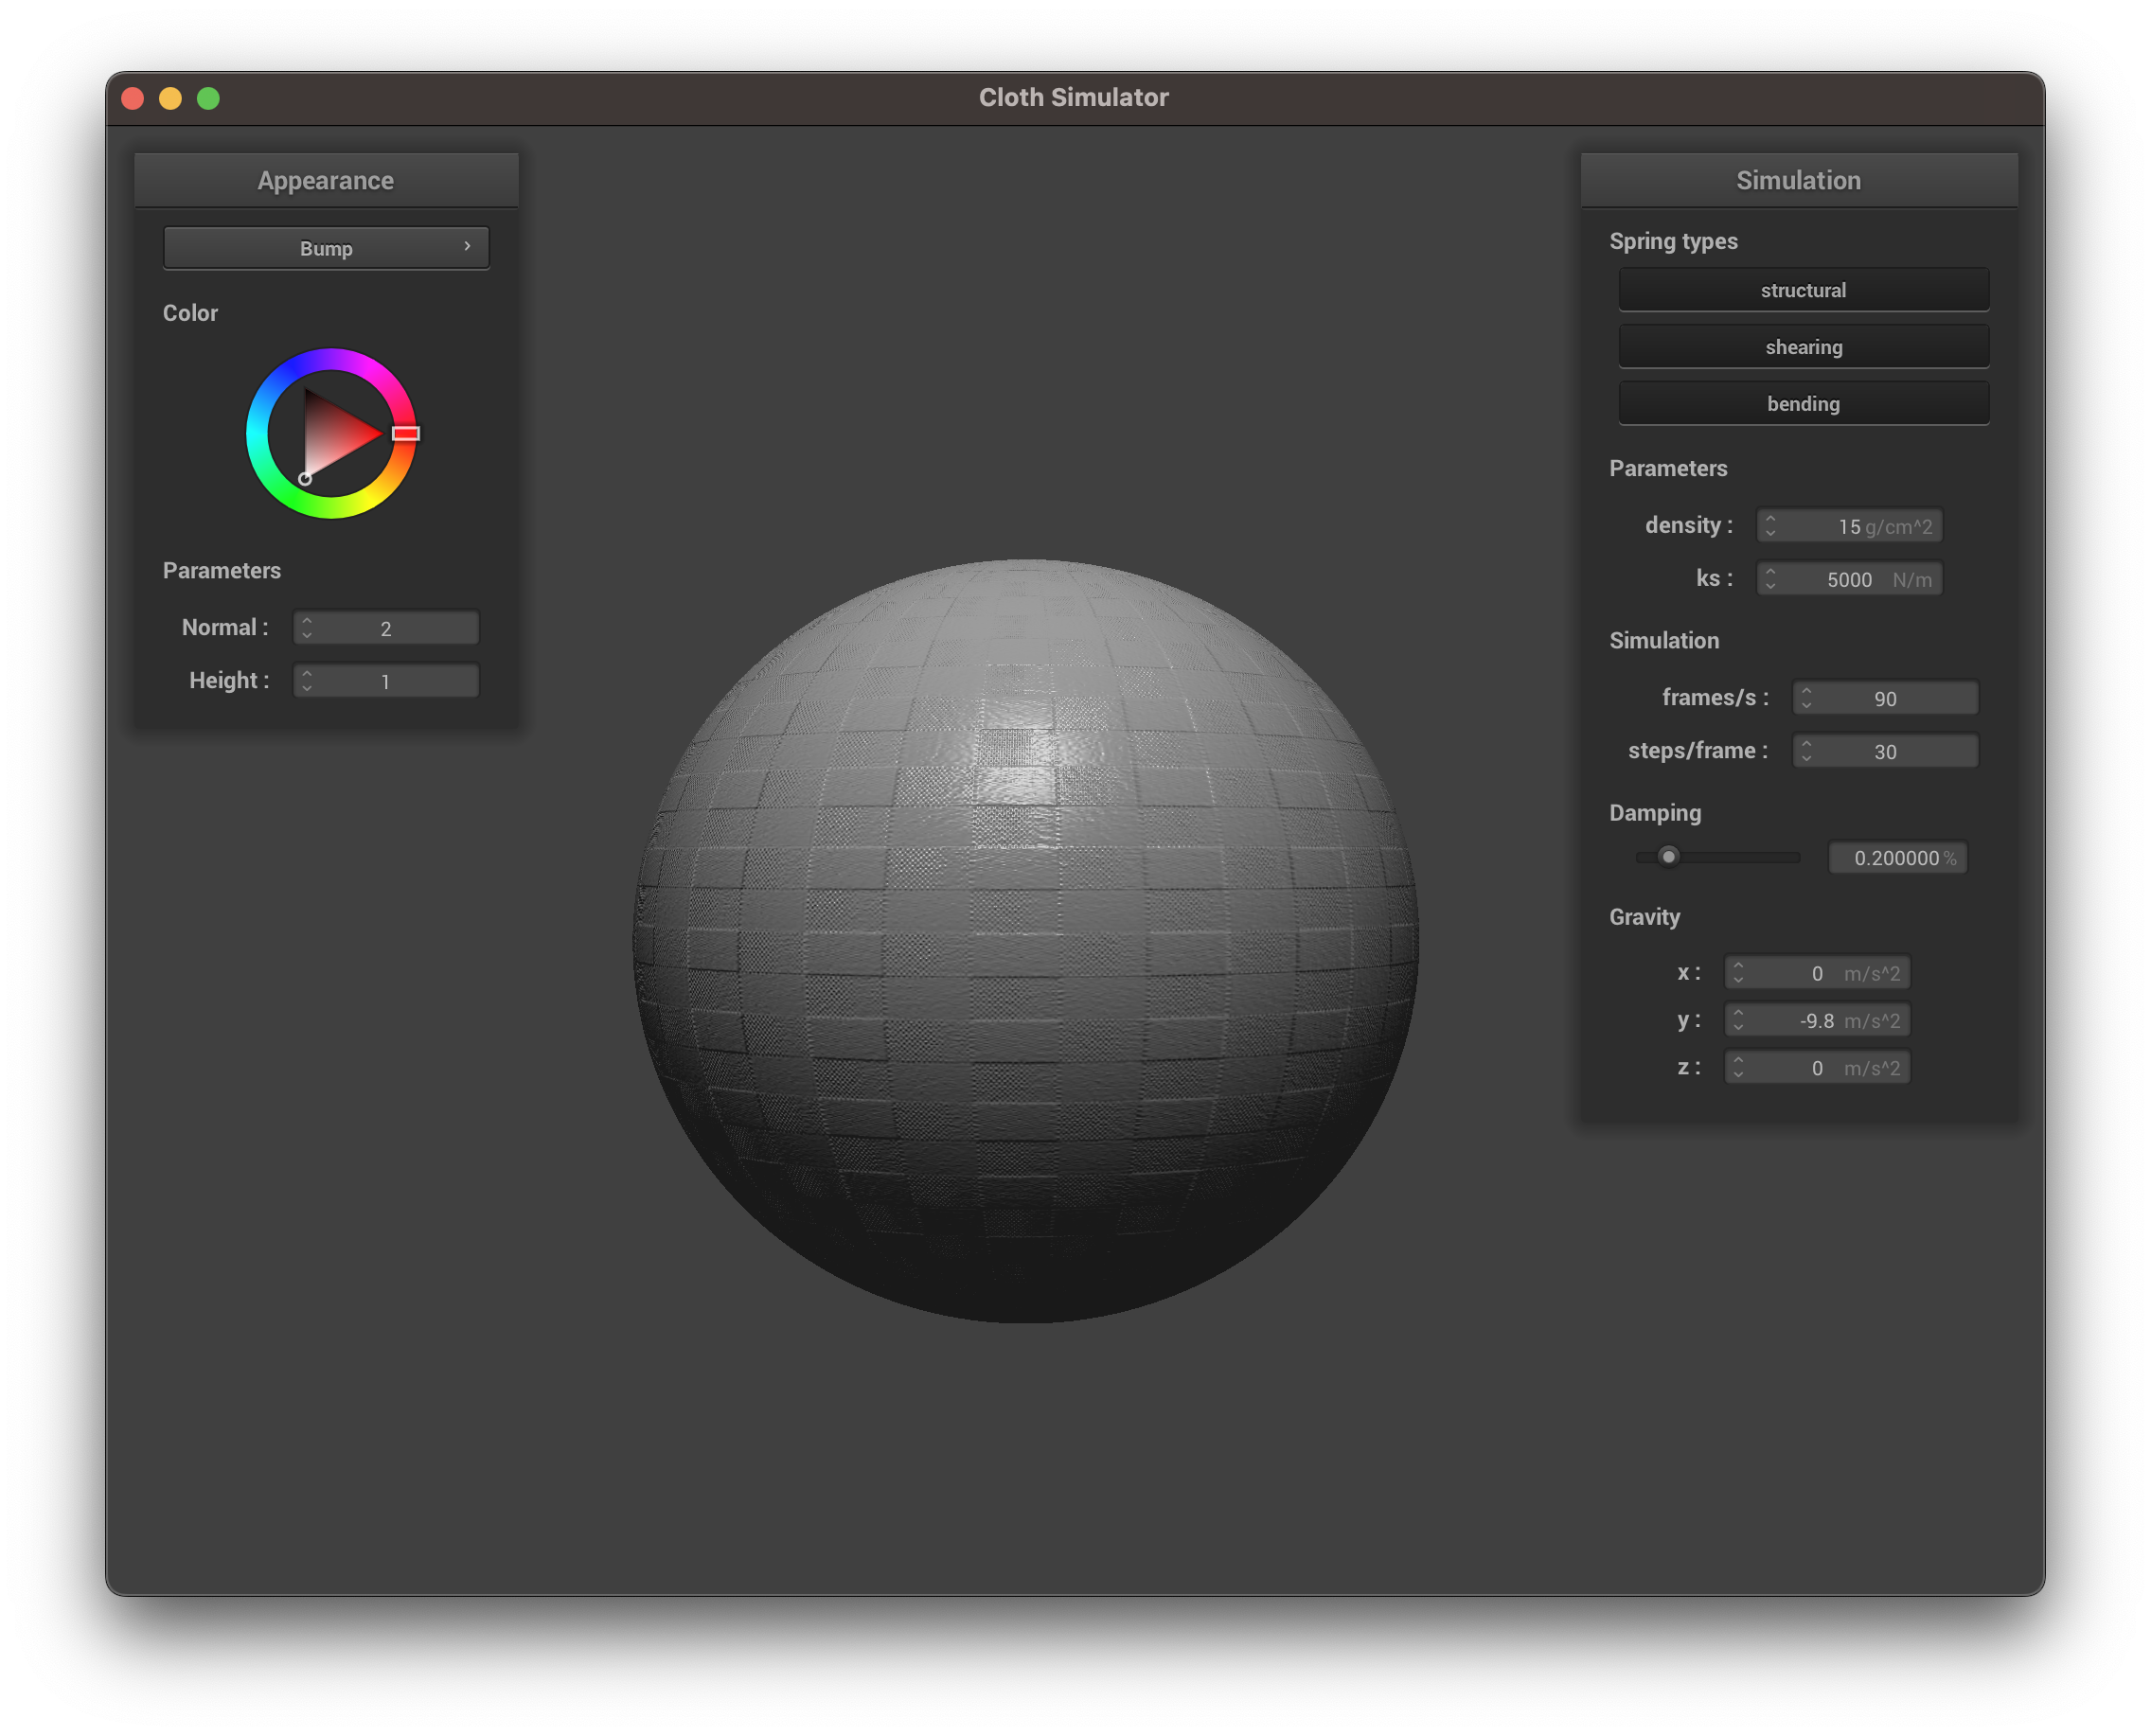 Cloth Simulator
Appearance
Bump
Color
Parameters
Normal : 2
Height : 1
Simulation
Spring types
structural
shearing
bending
Parameters
density : 15 g/cm^2
ks : 5000 N/m
Simulation
frames/s : 90
steps/frame : 30
Damping
0.200000 %
Gravity
x : 0 m/s^2
y : -9.8 m/s^2
z : 0 m/s^2